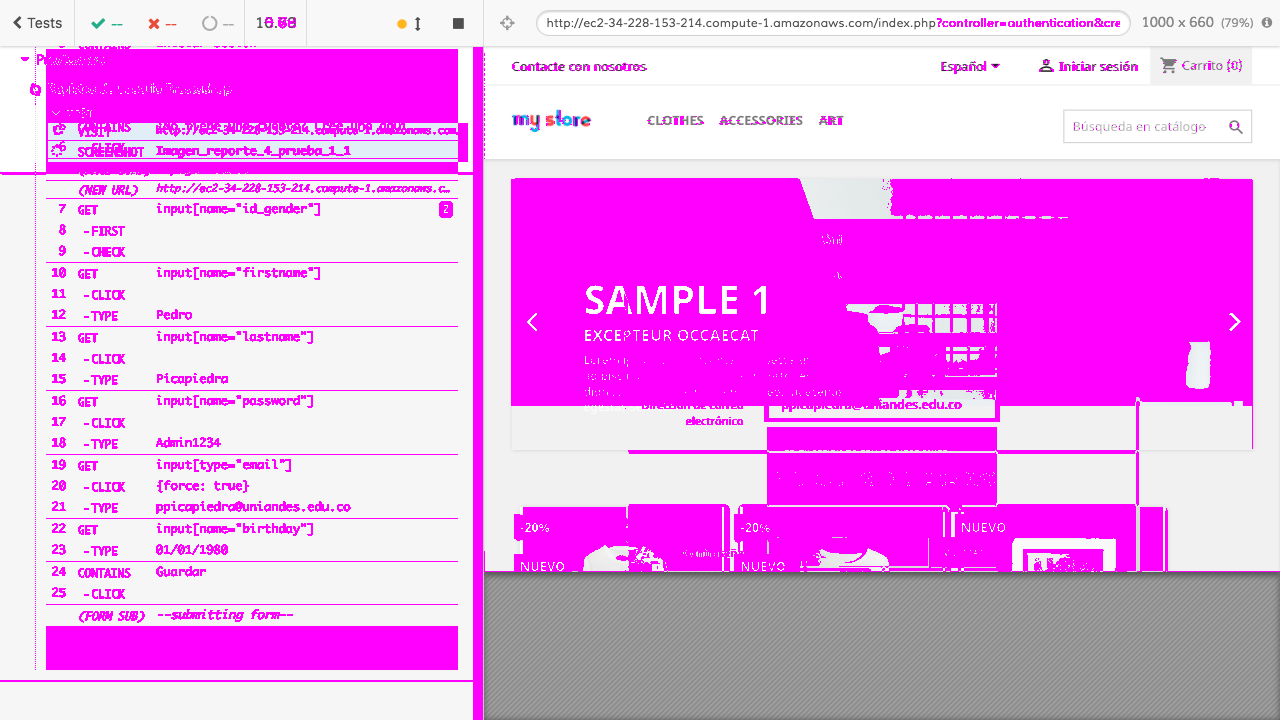 Tests
--
--
--
http://ec2-34-228-153-214.compute-1.amazonaws.com/index.php?controller=authentication&cre
1000 x 660 (79%)
CONTAINS
VISIT http://ec2-34-228-153-214.compute-1.amazonaws.com
6 -CLICK
SCREENSHOT Imagen_reporte_4_prueba_1_1
(NEW URL) http://ec2-34-228-153-214.compute-1.amazonaws.c…
7 GET input[name="id_gender"] 2
8 -FIRST
9 -CHECK
10 GET input[name="firstname"]
11 -CLICK
12 -TYPE Pedro
13 GET input[name="lastname"]
14 -CLICK
15 -TYPE Picapiedra
16 GET input[name="password"]
17 -CLICK
18 -TYPE Admin1234
19 GET input[type="email"]
20 -CLICK {force: true}
21 -TYPE ppicapiedra@uniandes.edu.co
22 GET input[name="birthday"]
23 -TYPE 01/01/1980
24 CONTAINS Guardar
25 -CLICK
(FORM SUB) --submitting form--
Contacte con nosotros
Español
Iniciar sesión
Carrito (0)
my store
CLOTHES ACCESSORIES ART
Búsqueda en catálogo
SAMPLE 1
EXCEPTEUR OCCAECAT
Dirección de correo
electrónico
ppicapiedra@uniandes.edu.co
-20%
-20%
NUEVO
NUEVO
NUEVO